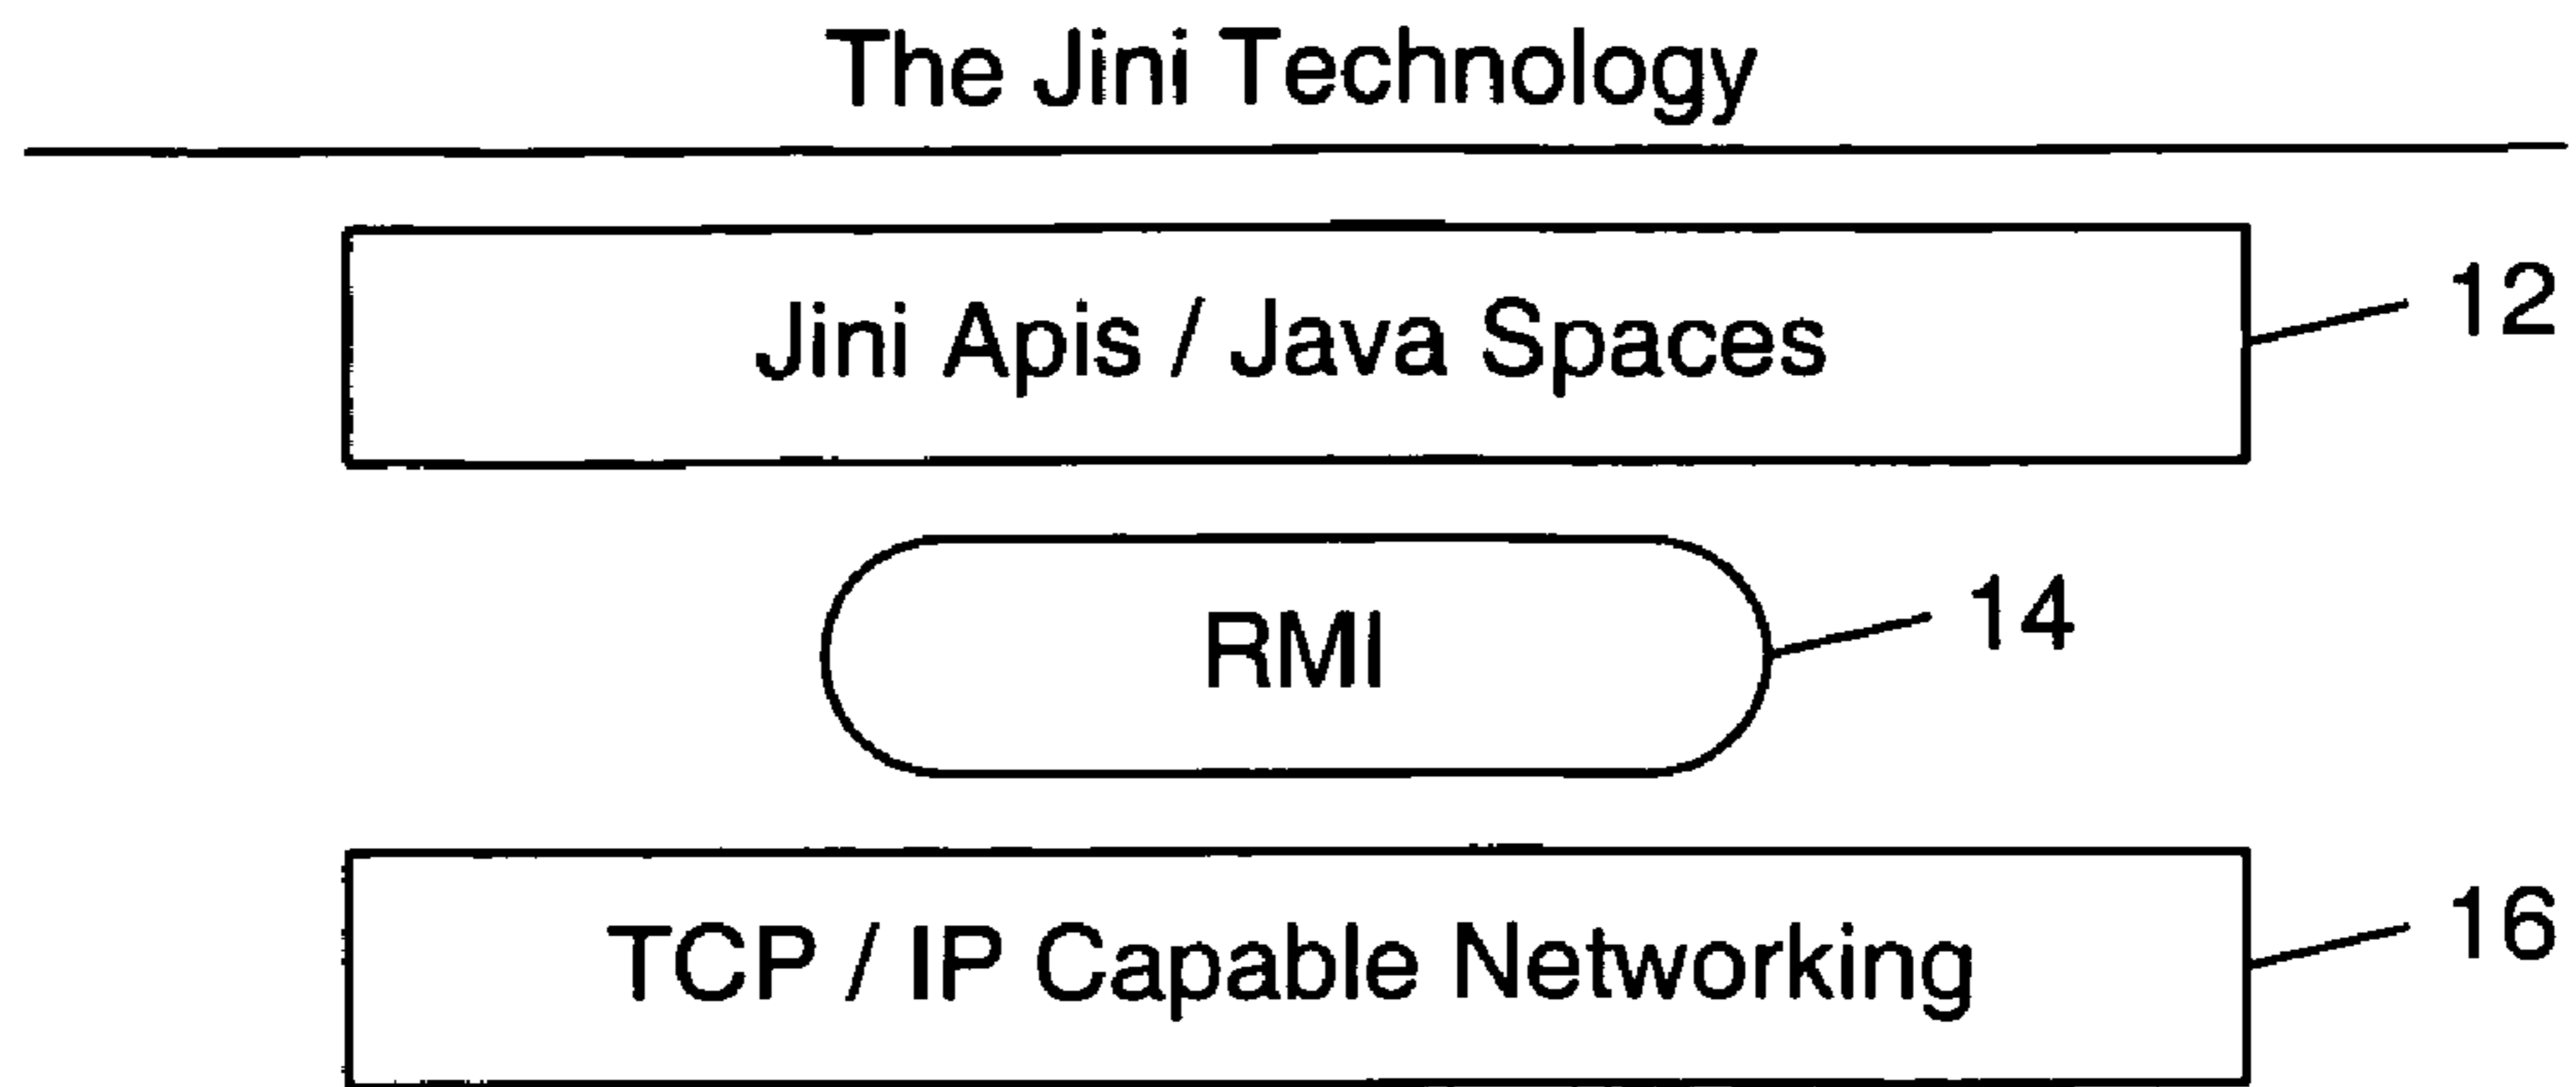 The Jini Technology
Jini Apis / Java Spaces
12
RMI
14
TCP / IP Capable Networking
16